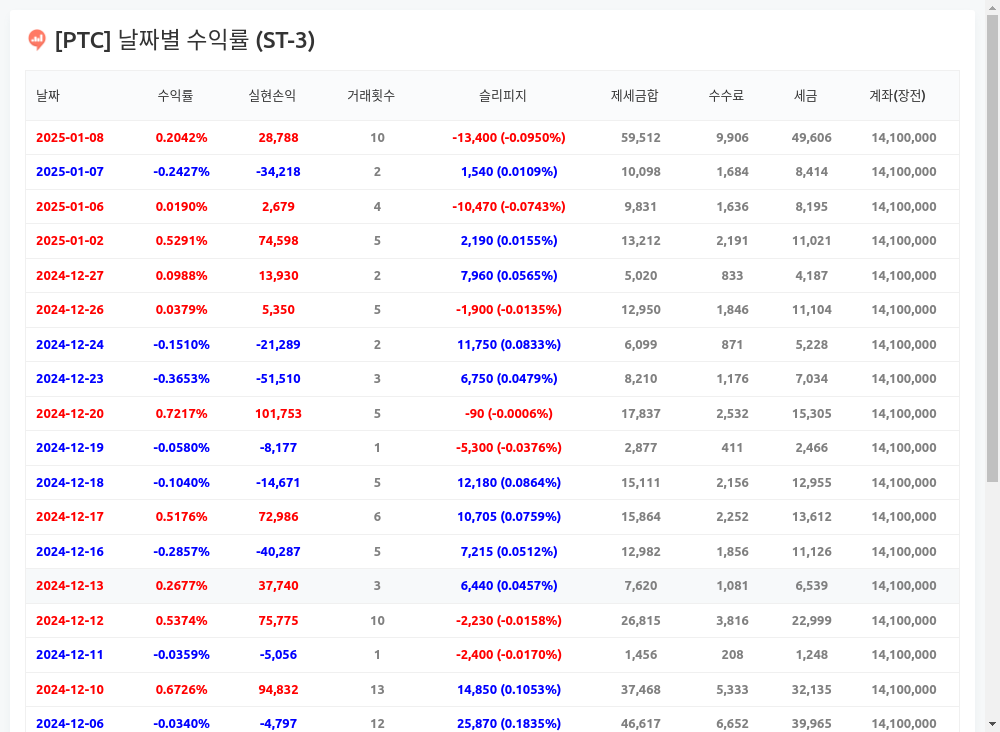 [PTC] 날짜별 수익률 (ST-3)
날짜 수익률 실현손익 거래횟수 슬리피지 제세금합 수수료 세금 계좌(장전)
2025-01-08 0.2042% 28,788 10 -13,400 (-0.0950%) 59,512 9,906 49,606 14,100,000
2025-01-07 -0.2427% -34,218 2 1,540 (0.0109%) 10,098 1,684 8,414 14,100,000
2025-01-06 0.0190% 2,679 4 -10,470 (-0.0743%) 9,831 1,636 8,195 14,100,000
2025-01-02 0.5291% 74,598 5 2,190 (0.0155%) 13,212 2,191 11,021 14,100,000
2024-12-27 0.0988% 13,930 2 7,960 (0.0565%) 5,020 833 4,187 14,100,000
2024-12-26 0.0379% 5,350 5 -1,900 (-0.0135%) 12,950 1,846 11,104 14,100,000
2024-12-24 -0.1510% -21,289 2 11,750 (0.0833%) 6,099 871 5,228 14,100,000
2024-12-23 -0.3653% -51,510 3 6,750 (0.0479%) 8,210 1,176 7,034 14,100,000
2024-12-20 0.7217% 101,753 5 -90 (-0.0006%) 17,837 2,532 15,305 14,100,000
2024-12-19 -0.0580% -8,177 1 -5,300 (-0.0376%) 2,877 411 2,466 14,100,000
2024-12-18 -0.1040% -14,671 5 12,180 (0.0864%) 15,111 2,156 12,955 14,100,000
2024-12-17 0.5176% 72,986 6 10,705 (0.0759%) 15,864 2,252 13,612 14,100,000
2024-12-16 -0.2857% -40,287 5 7,215 (0.0512%) 12,982 1,856 11,126 14,100,000
2024-12-13 0.2677% 37,740 3 6,440 (0.0457%) 7,620 1,081 6,539 14,100,000
2024-12-12 0.5374% 75,775 10 -2,230 (-0.0158%) 26,815 3,816 22,999 14,100,000
2024-12-11 -0.0359% -5,056 1 -2,400 (-0.0170%) 1,456 208 1,248 14,100,000
2024-12-10 0.6726% 94,832 13 14,850 (0.1053%) 37,468 5,333 32,135 14,100,000
2024-12-06 -0.0340% -4,797 12 25,870 (0.1835%) 46,617 6,652 39,965 14,100,000